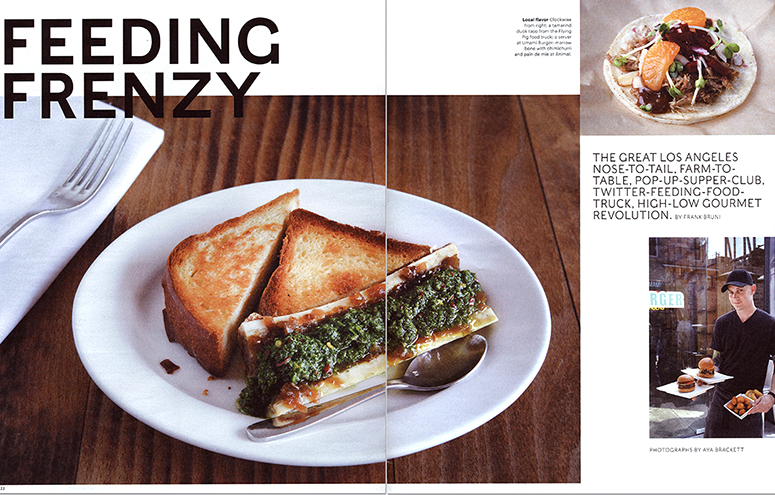 FEEDING
FRENZY
Local flavor Clockwise
from right: a tamarind
duck taco from the Flying
Pig food truck; a server
at Umami Burger; marrow
bone with chimichurri
and pain de mie at Animal.
THE GREAT LOS ANGELES
NOSE-TO-TAIL, FARM-TO-
TABLE, POP-UP-SUPPER-CLUB,
TWITTER-FEEDING-FOOD-
TRUCK, HIGH-LOW GOURMET
REVOLUTION. BY FRANK BRUNI
RGER
PHOTOGRAPHS BY AYA BRACKETT